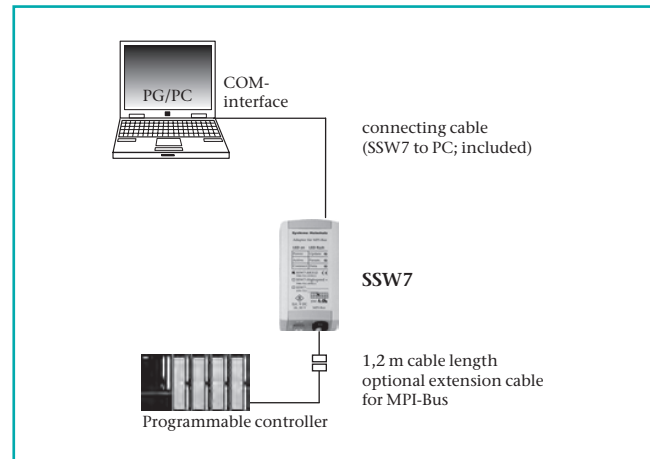 PG/PC
COM-
interface
connecting cable
(SSW7 to PC; included)
SSW7
1,2 m cable length
optional extension cable
for MPI-Bus
Programmable controller